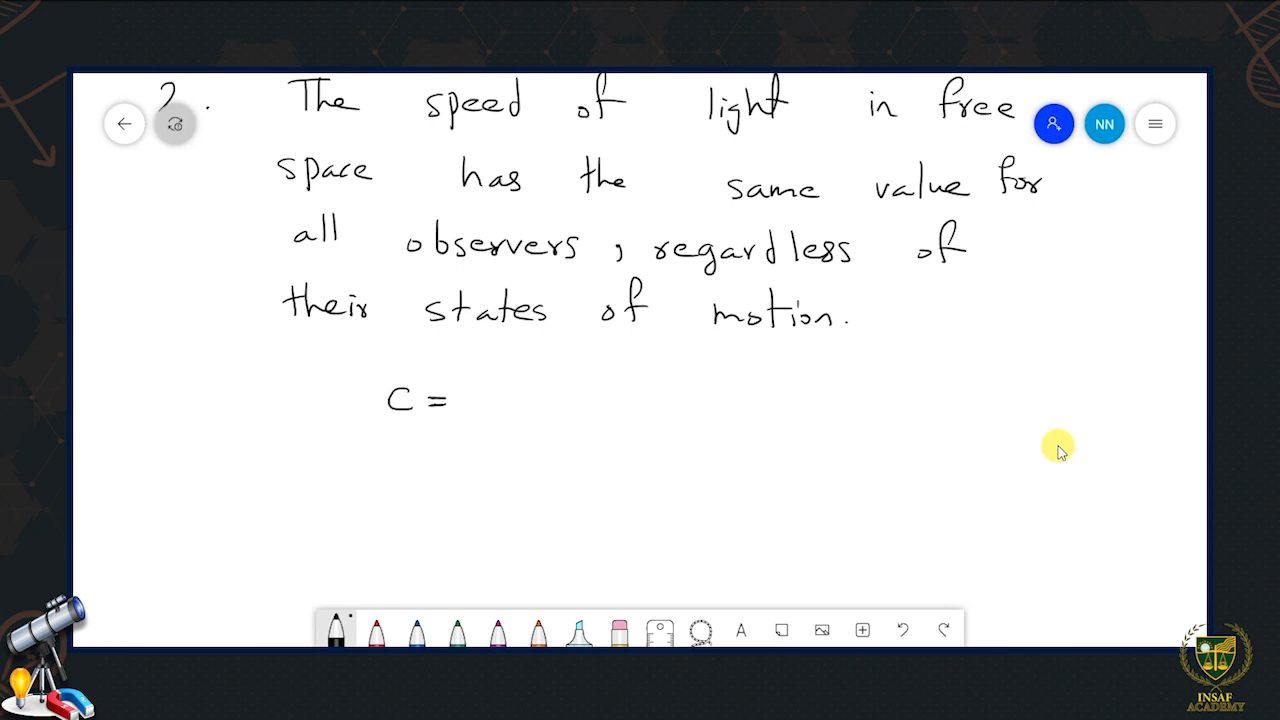 2. The speed of light in free
space has the same value for
all observers, regardless of
their states of motion.
C =
NN
A
INSAF
ACADEMY